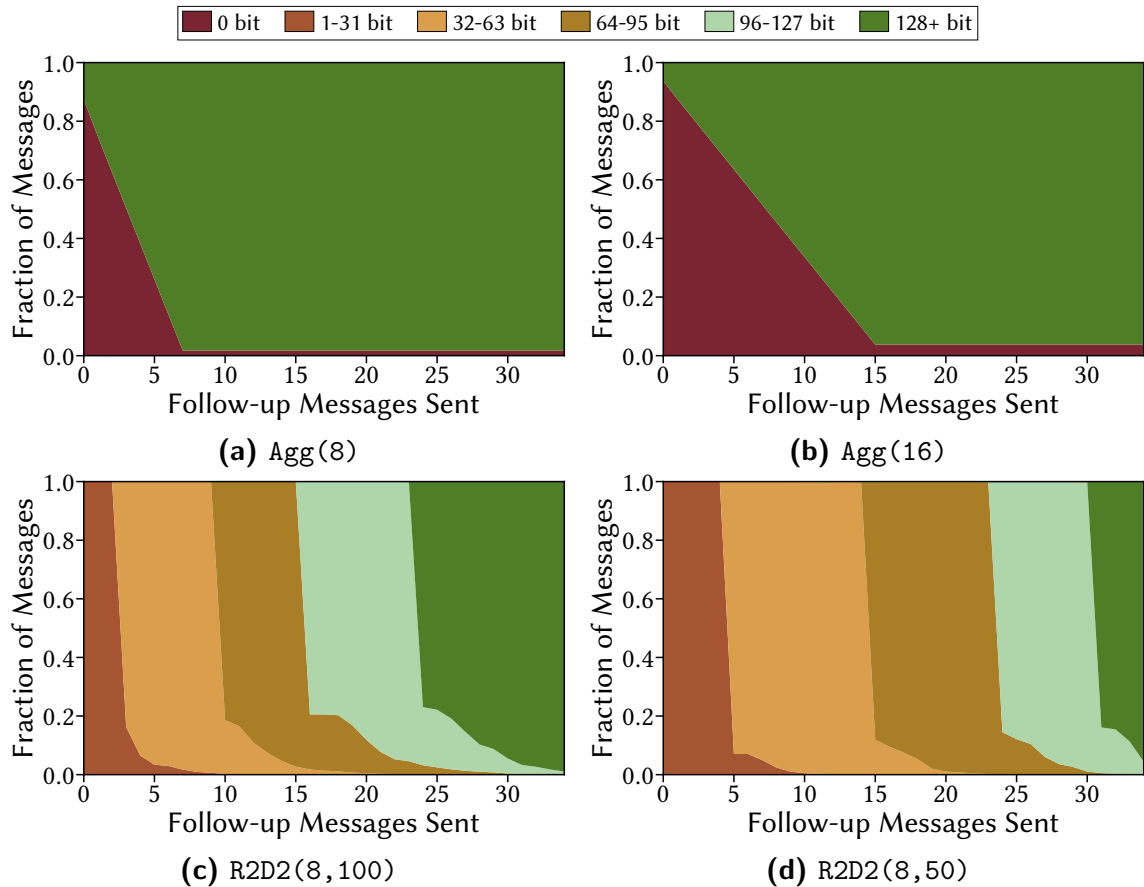 0 bit 1-31 bit 32-63 bit 64-95 bit 96-127 bit 128+ bit
Fraction of Messages
1.0
0.8
0.6
0.4
0.2
0.0
0 5 10 15 20 25 30
Follow-up Messages Sent
(a) Agg(8)
Fraction of Messages
1.0
0.8
0.6
0.4
0.2
0.0
0 5 10 15 20 25 30
Follow-up Messages Sent
(b) Agg(16)
Fraction of Messages
1.0
0.8
0.6
0.4
0.2
0.0
0 5 10 15 20 25 30
Follow-up Messages Sent
(c) R2D2(8,100)
Fraction of Messages
1.0
0.8
0.6
0.4
0.2
0.0
0 5 10 15 20 25 30
Follow-up Messages Sent
(d) R2D2(8,50)